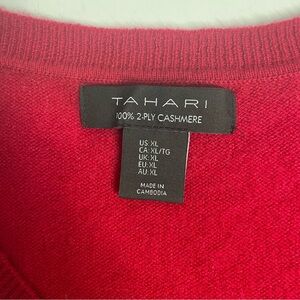 TAHARI
100% 2-PLY CASHMERE
US: XL
CA: XL/TG
UK: XL
EU: XL
AU: XL
MADE IN
CAMBODIA